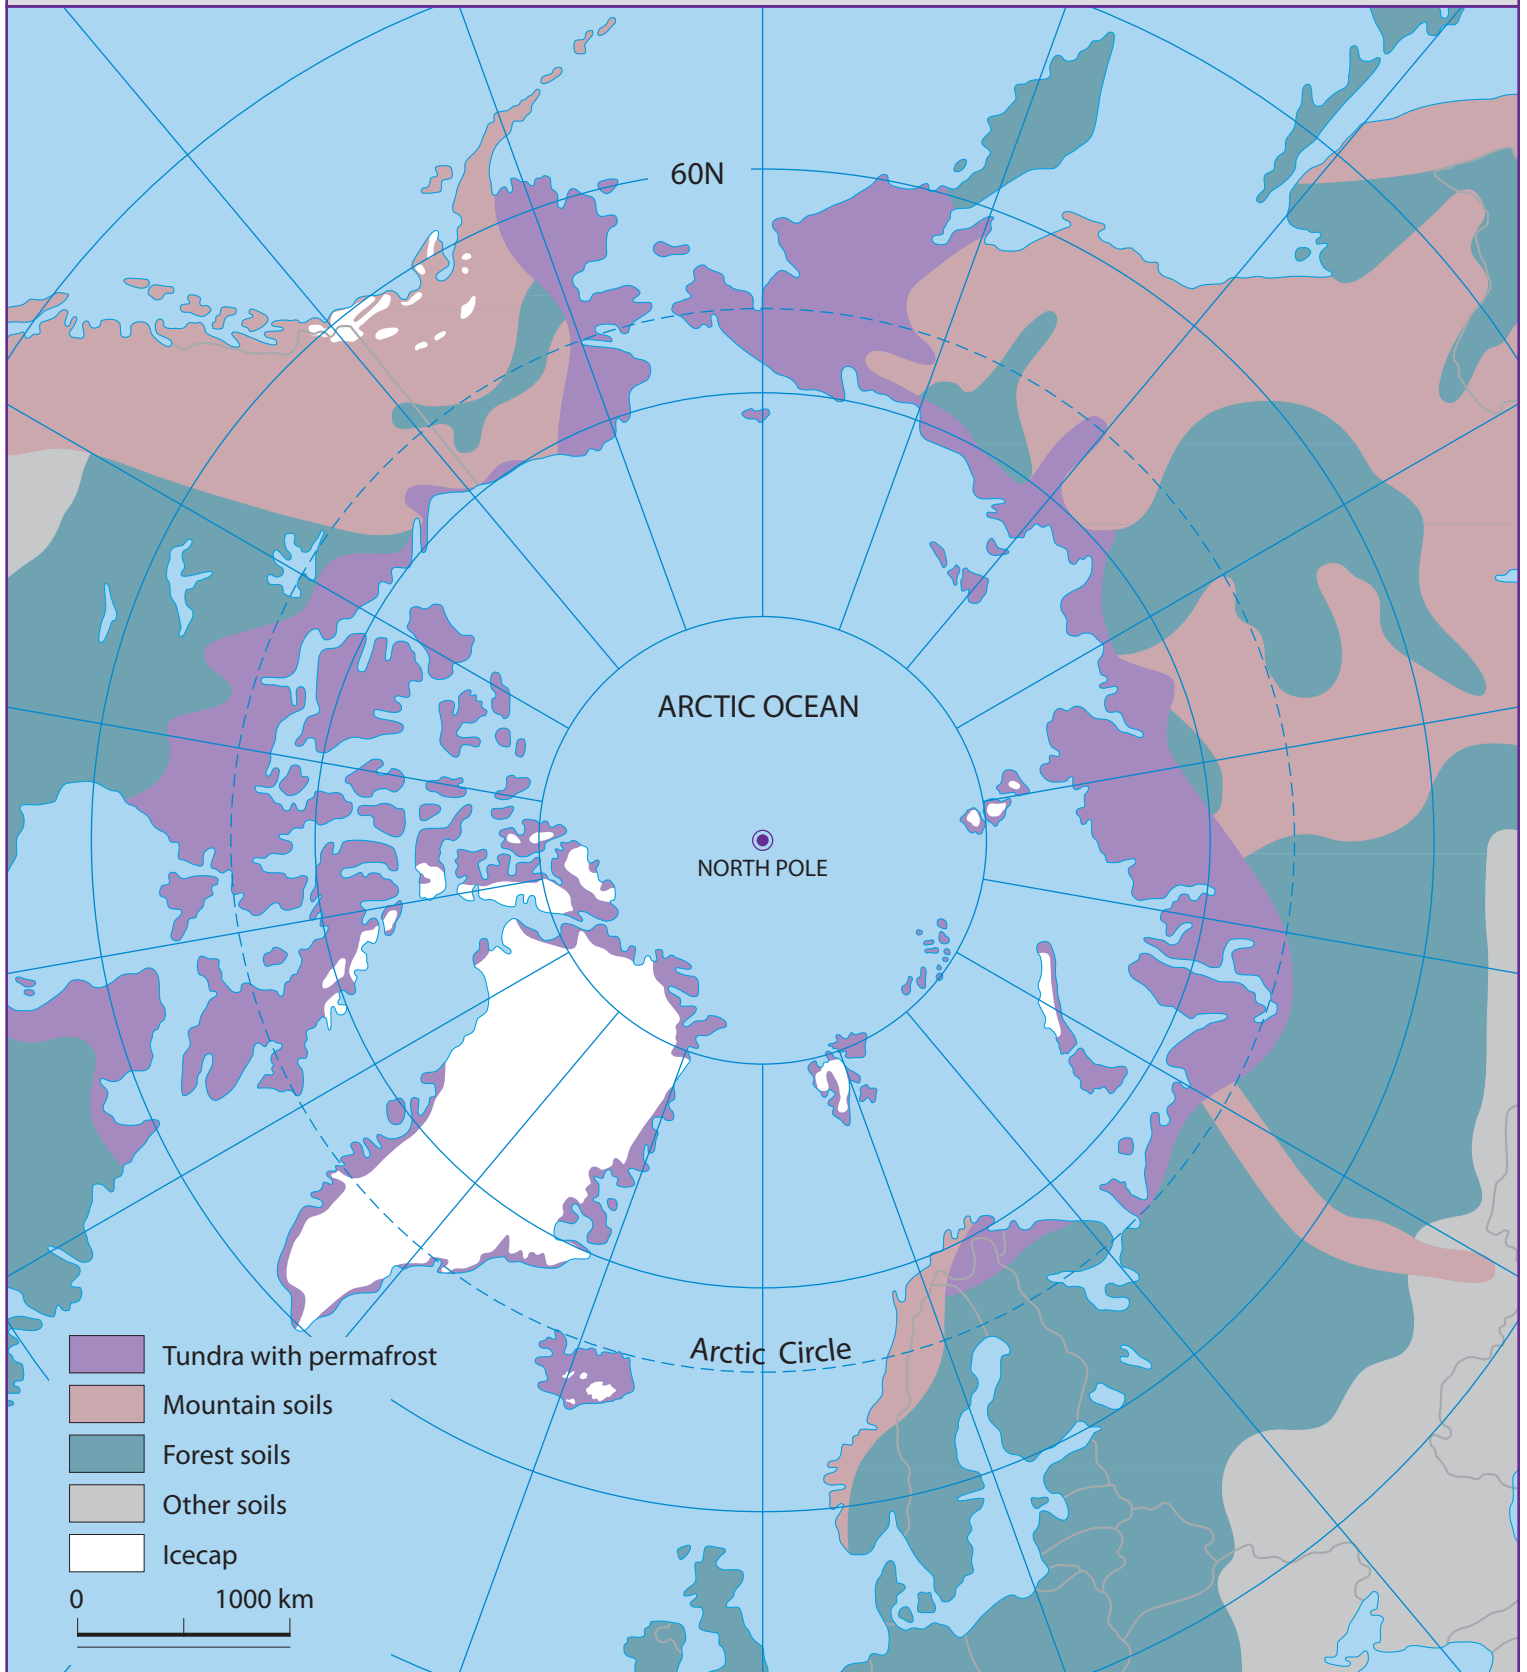 60N
ARCTIC OCEAN
NORTH POLE
Arctic Circle
Tundra with permafrost
Mountain soils
Forest soils
Other soils
Icecap
0 1000 km